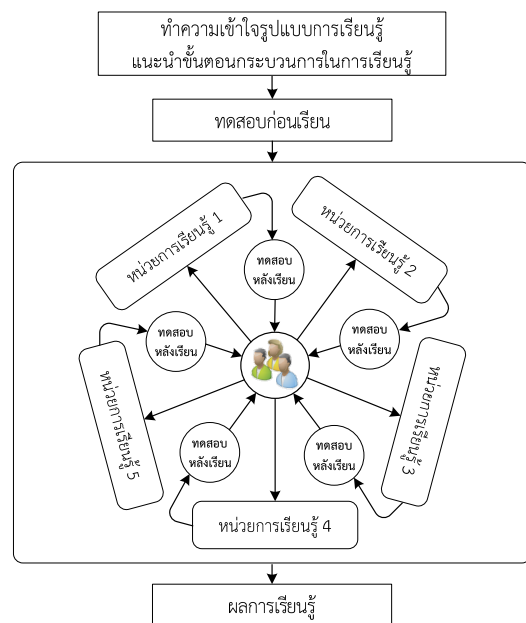 ทำความเข้าใจรูปแบบการเรียนรู้
แนะนำขั้นตอนกระบวนการในการเรียนรู้
ทดสอบก่อนเรียน
หน่วยการเรียนรู้ 1
ทดสอบ
หลังเรียน
หน่วยการเรียนรู้ 2
ทดสอบ
หลังเรียน
หน่วยการเรียนรู้ 3
ทดสอบ
หลังเรียน
หน่วยการเรียนรู้ 4
ทดสอบ
หลังเรียน
หน่วยการเรียนรู้ 5
ทดสอบ
หลังเรียน
ผลการเรียนรู้